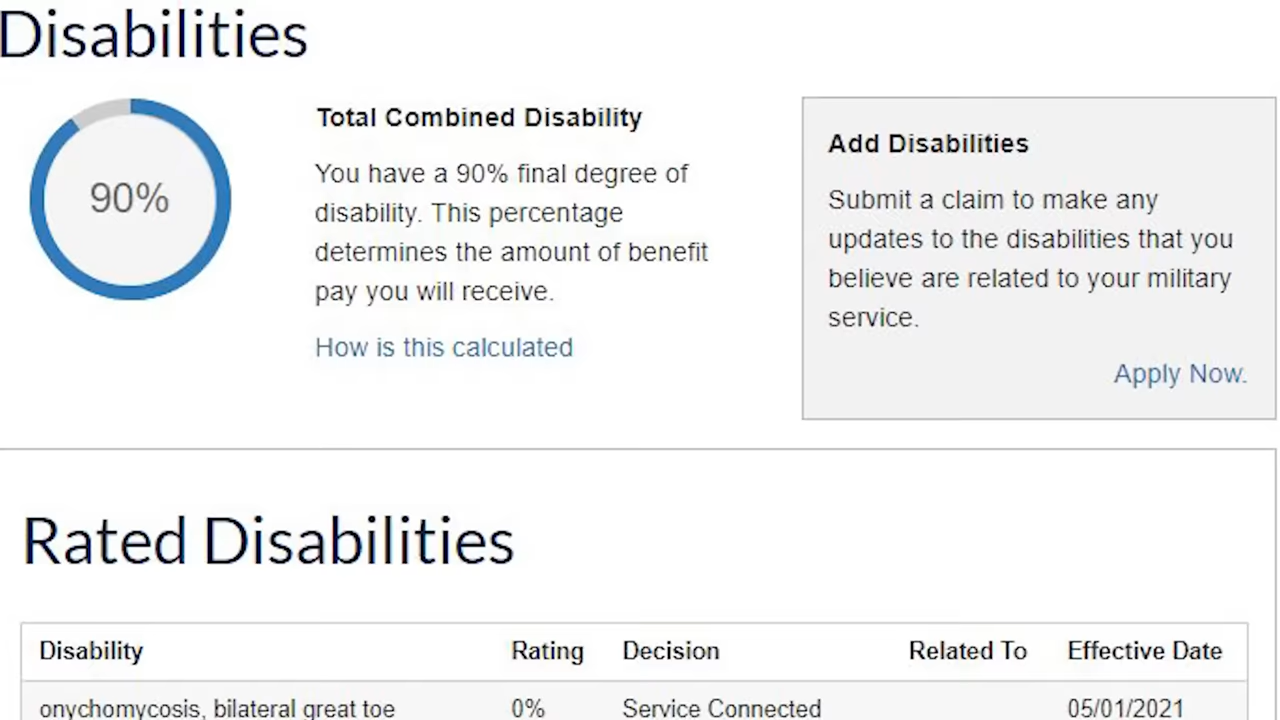 Disabilities
90%
Total Combined Disability
You have a 90% final degree of
disability. This percentage
determines the amount of benefit
pay you will receive.
How is this calculated
Add Disabilities
Submit a claim to make any
updates to the disabilities that you
believe are related to your military
service.
Apply Now.
Rated Disabilities
Disability Rating Decision Related To Effective Date
onychomycosis, bilateral great toe 0% Service Connected 05/01/2021